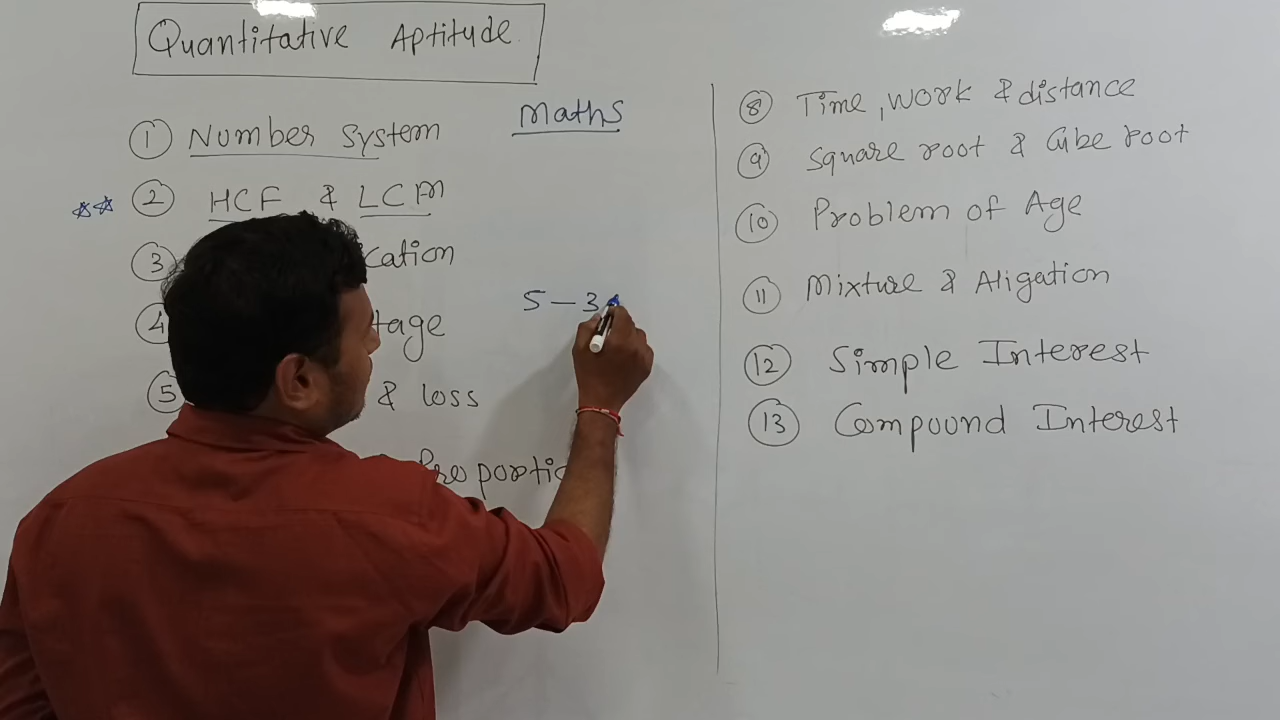 Quantitative Aptitude
Maths
1 Number System
2 HCF & LCM
3 cation
4 tage
5 & loss
Proportio
5 - 3
8 Time, work & distance
9 Square root & Cube root
10 Problem of Age
11 Mixture & Aligation
12 Simple Interest
13 Compound Interest